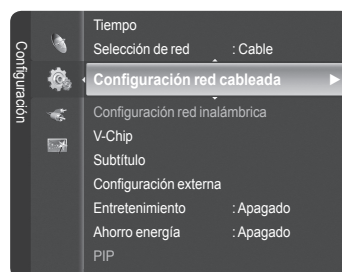 Configuración
Tiempo
Selección de red : Cable
Configuración red cableada
Configuración red inalámbrica
V-Chip
Subtítulo
Configuración externa
Entretenimiento : Apagado
Ahorro energía : Apagado
PIP